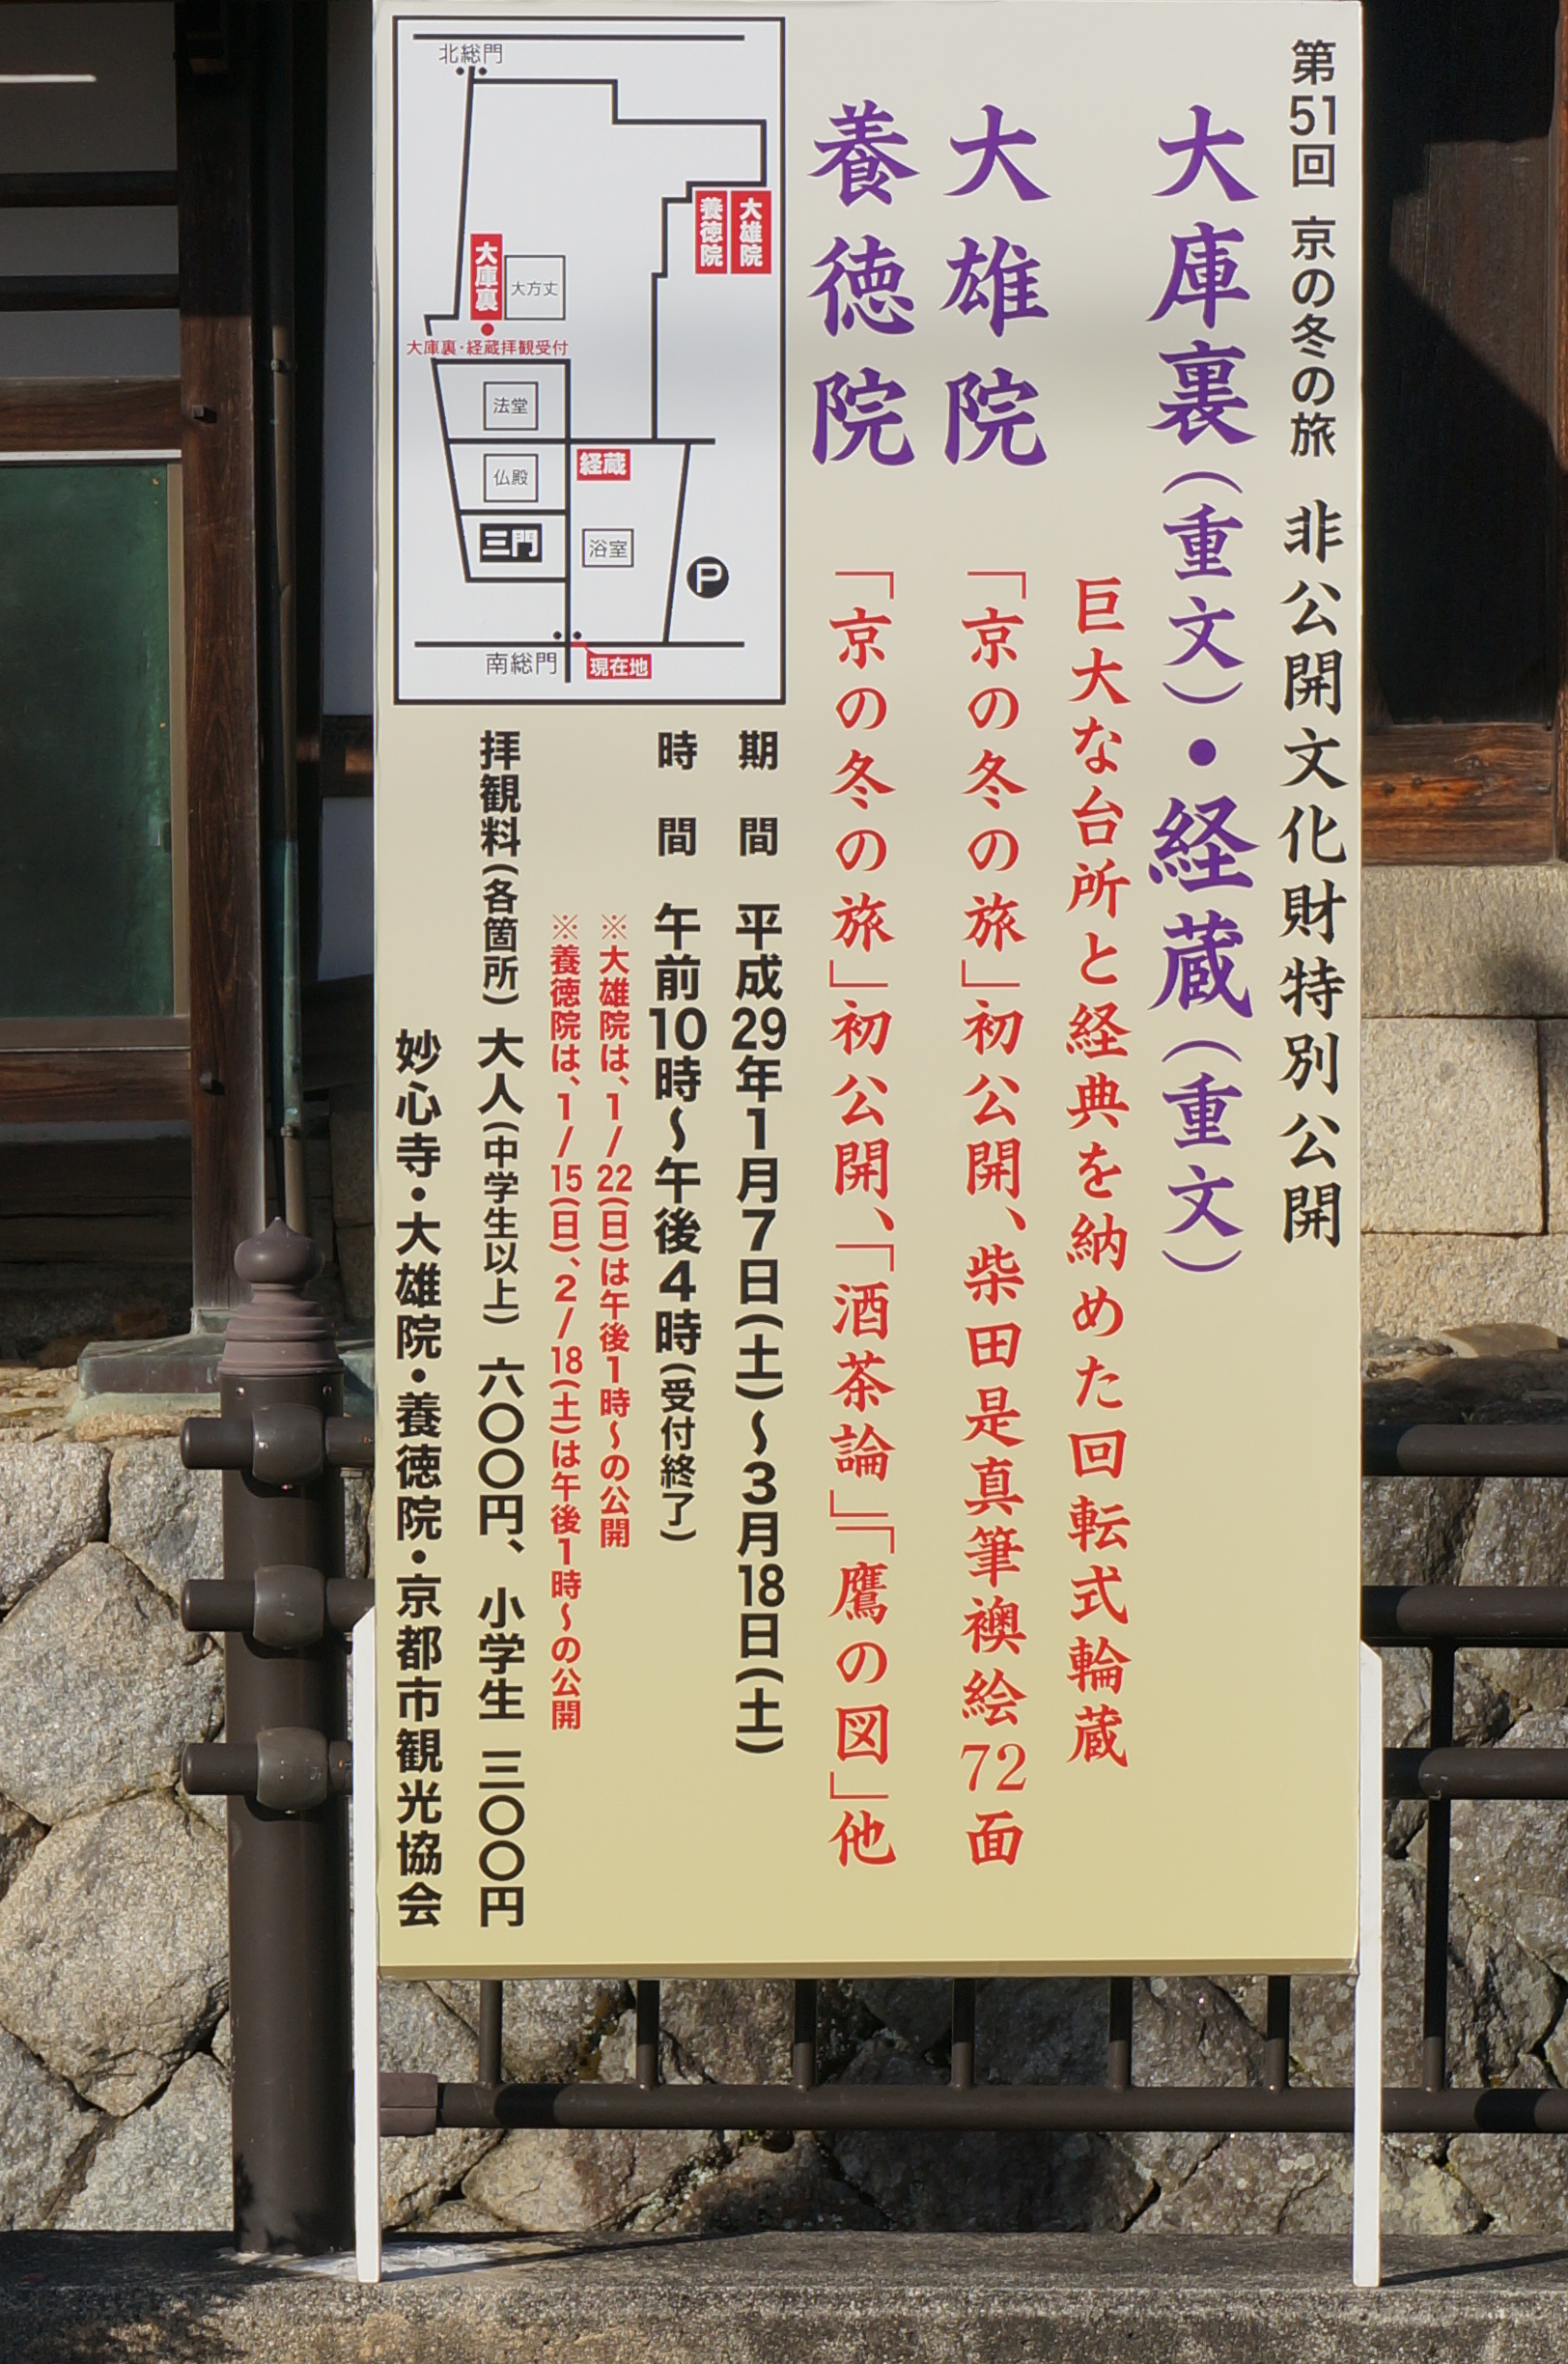 第51回 京の冬の旅 非公開文化財特別公開
大庫裏(重文)・経蔵(重文)
巨大な台所と経典を納めた回転式輪蔵
大雄院
「京の冬の旅」初公開、柴田是真筆襖絵72面
養徳院
「京の冬の旅」初公開、「酒茶論」「鷹の図」他
北総門
大雄院
養徳院
大庫裏
大方丈
大庫裏・経蔵拝観受付
法堂
経蔵
仏殿
三門
浴室
P
南総門
現在地
期間 平成29年1月7日(土)~3月18日(土)
時間 午前10時~午後4時(受付終了)
※大雄院は、1/22(日)は午後1時~の公開
※養徳院は、1/15(日)、2/18(土)は午後1時~の公開
拝観料(各箇所) 大人(中学生以上) 六〇〇円、 小学生 三〇〇円
妙心寺・大雄院・養徳院・京都市観光協会